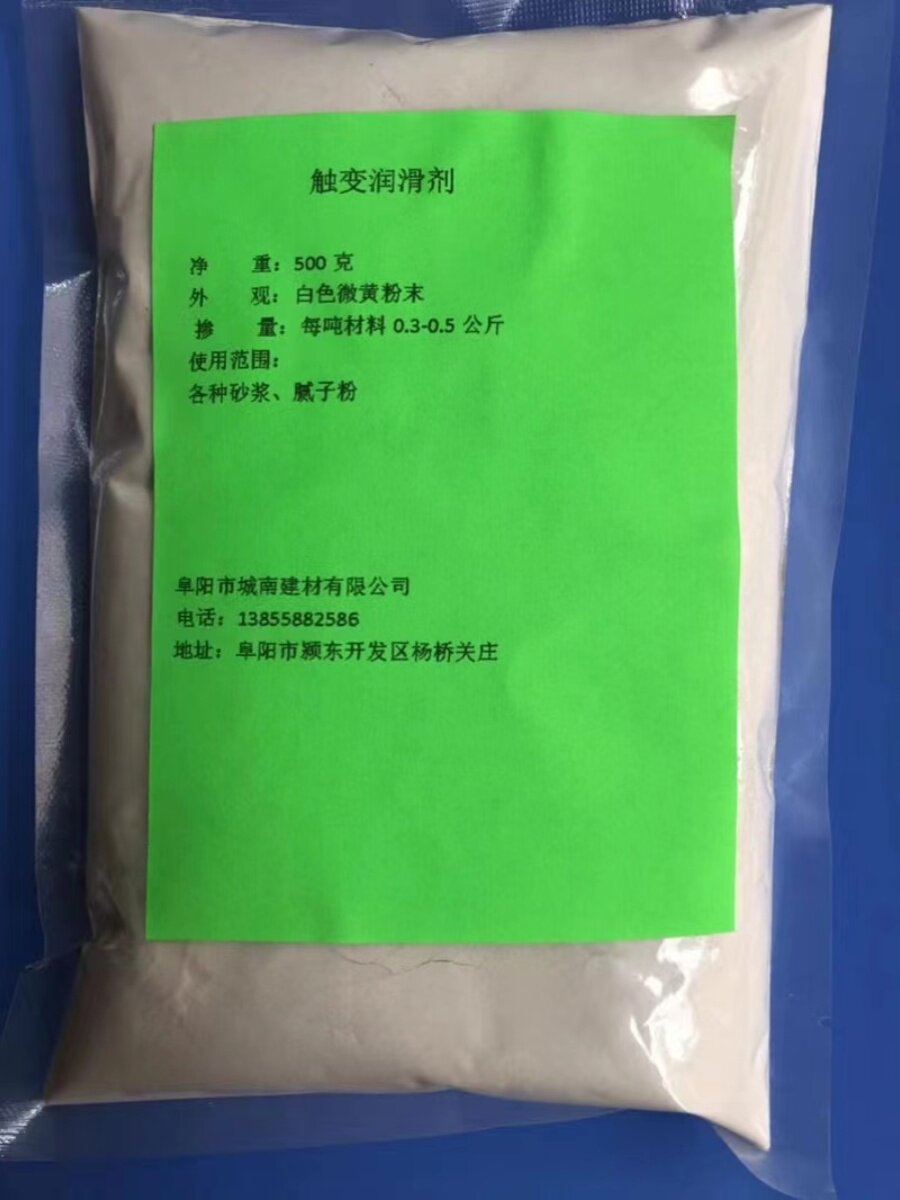 触变润滑剂
净 重：500 克
外 观：白色微黄粉末
掺 量：每吨材料 0.3-0.5 公斤
使用范围：
各种砂浆、腻子粉
阜阳市城南建材有限公司
电话：13855882586
地址：阜阳市颍东开发区杨桥关庄